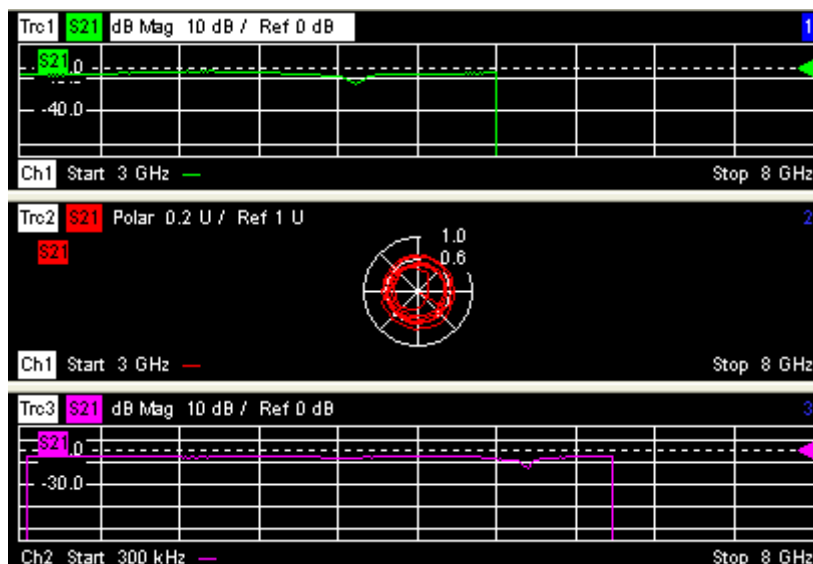 Trc1 S21 dB Mag 10 dB / Ref 0 dB 1
S21 .0
-40.0
Ch1 Start 3 GHz — Stop 8 GHz
Trc2 S21 Polar 0.2 U / Ref 1 U 2
S21
1.0
0.6
Ch1 Start 3 GHz — Stop 8 GHz
Trc3 S21 dB Mag 10 dB / Ref 0 dB 3
S21 .0
-30.0
Ch2 Start 300 kHz — Stop 8 GHz